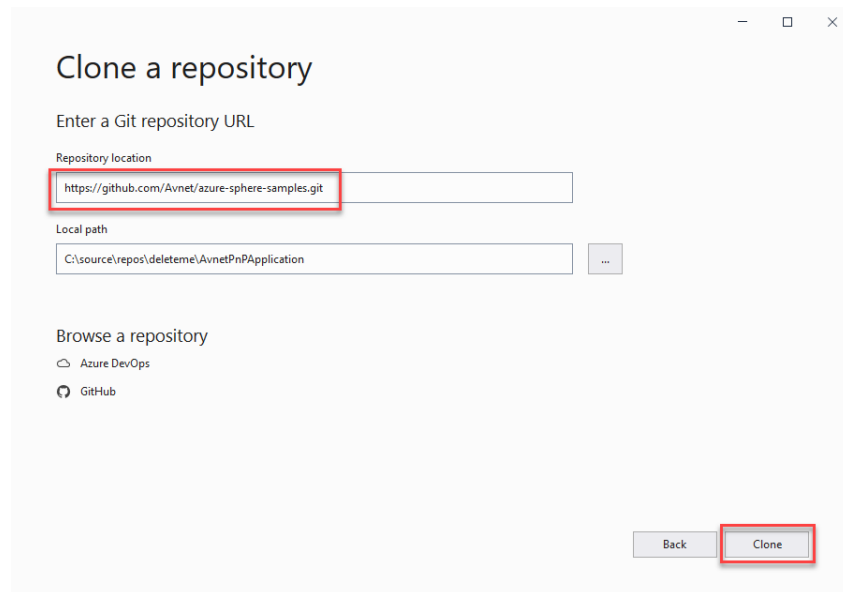 Clone a repository
Enter a Git repository URL
Repository location
https://github.com/Avnet/azure-sphere-samples.git
Local path
C:\source\repos\deleteme\AvnetPnPApplication
...
Browse a repository
Azure DevOps
GitHub
Back
Clone